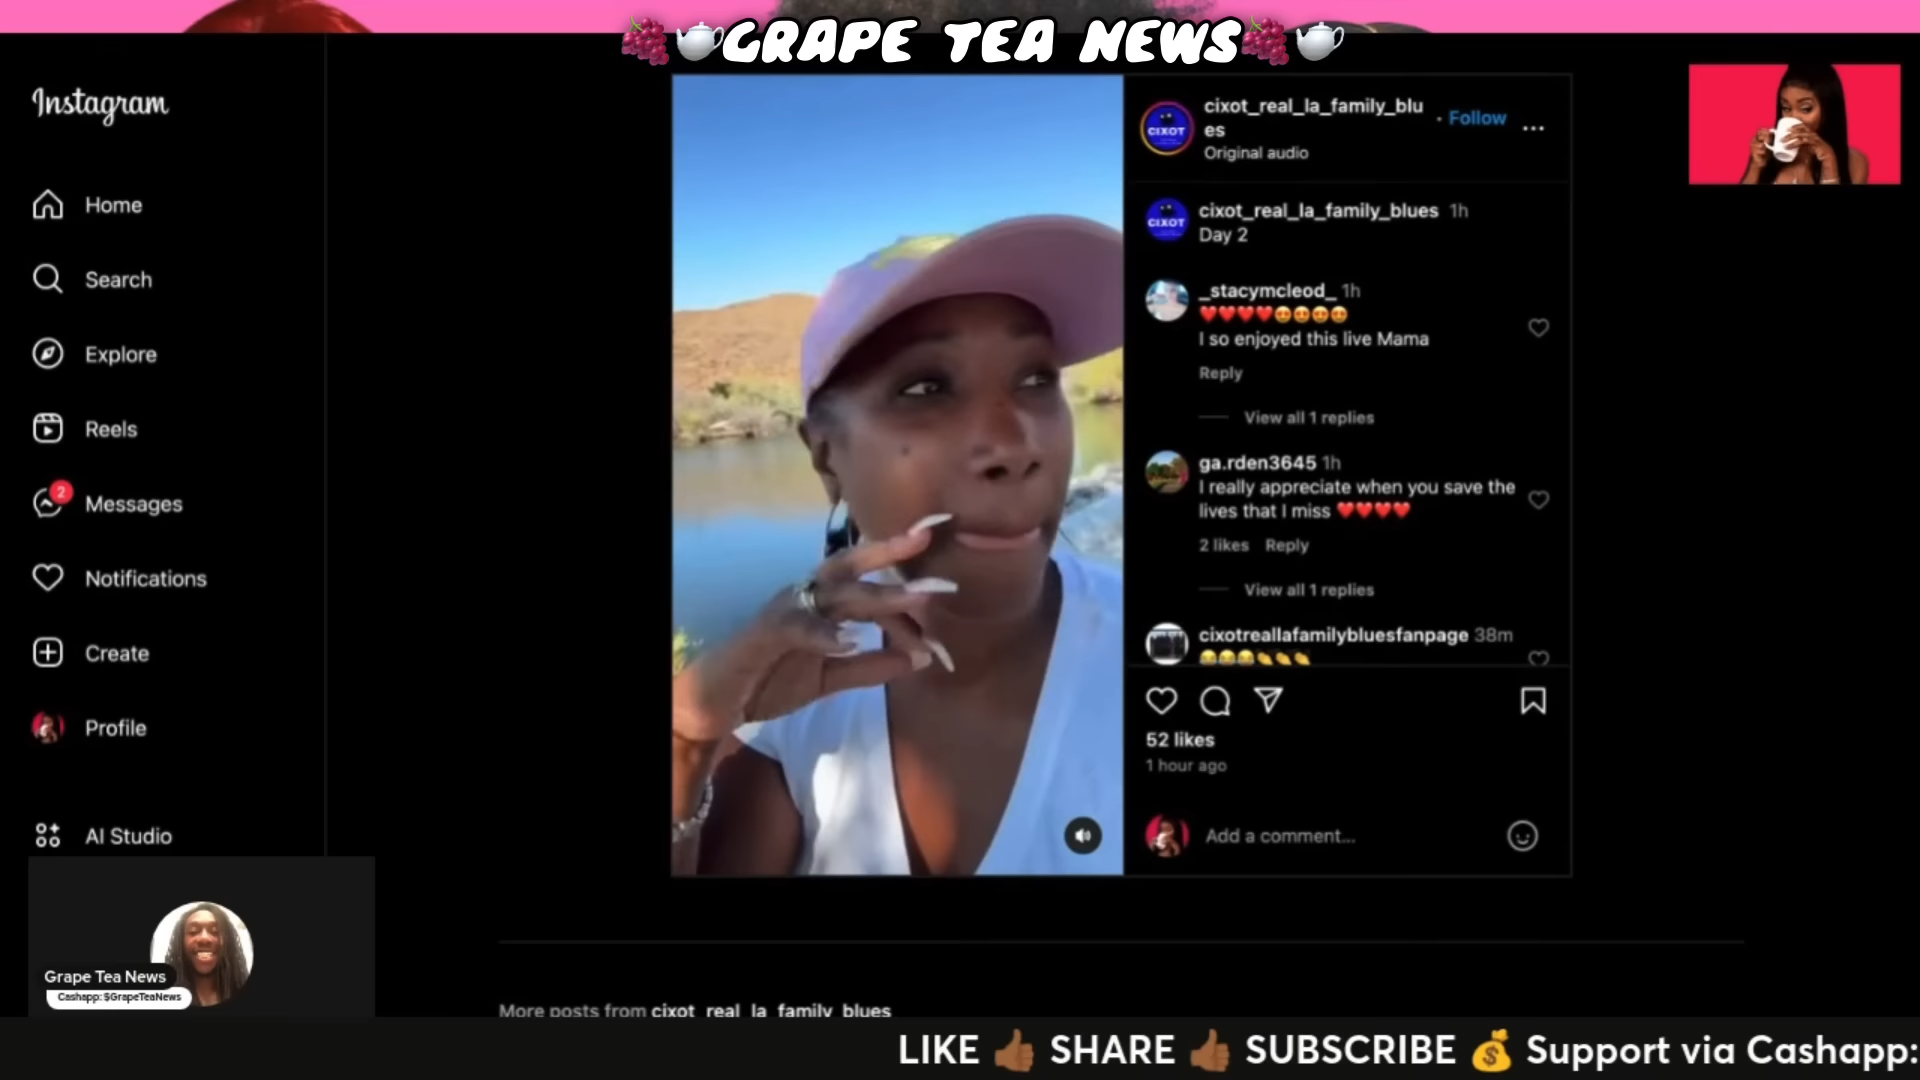 🍇🫖GRAPE TEA NEWS🍇🫖
Instagram
Home
Search
Explore
Reels
2
Messages
Notifications
Create
Profile
AI Studio
CIXOT
cixot_real_la_family_blu
es
• Follow
Original audio
CIXOT
cixot_real_la_family_blues 1h
Day 2
_stacymcleod_ 1h
❤️❤️❤️❤️😍😍😍😍
I so enjoyed this live Mama
Reply
View all 1 replies
ga.rden3645 1h
I really appreciate when you save the
lives that I miss ❤️❤️❤️❤️
2 likes Reply
View all 1 replies
cixotreallafamilybluesfanpage 38m
😂😂😂👏👏👏
52 likes
1 hour ago
Add a comment...
Grape Tea News
Cashapp: $GrapeTeaNews
More posts from cixot_real_la_family_blues
LIKE 👍🏾 SHARE 👍🏾 SUBSCRIBE 💰 Support via Cashapp: